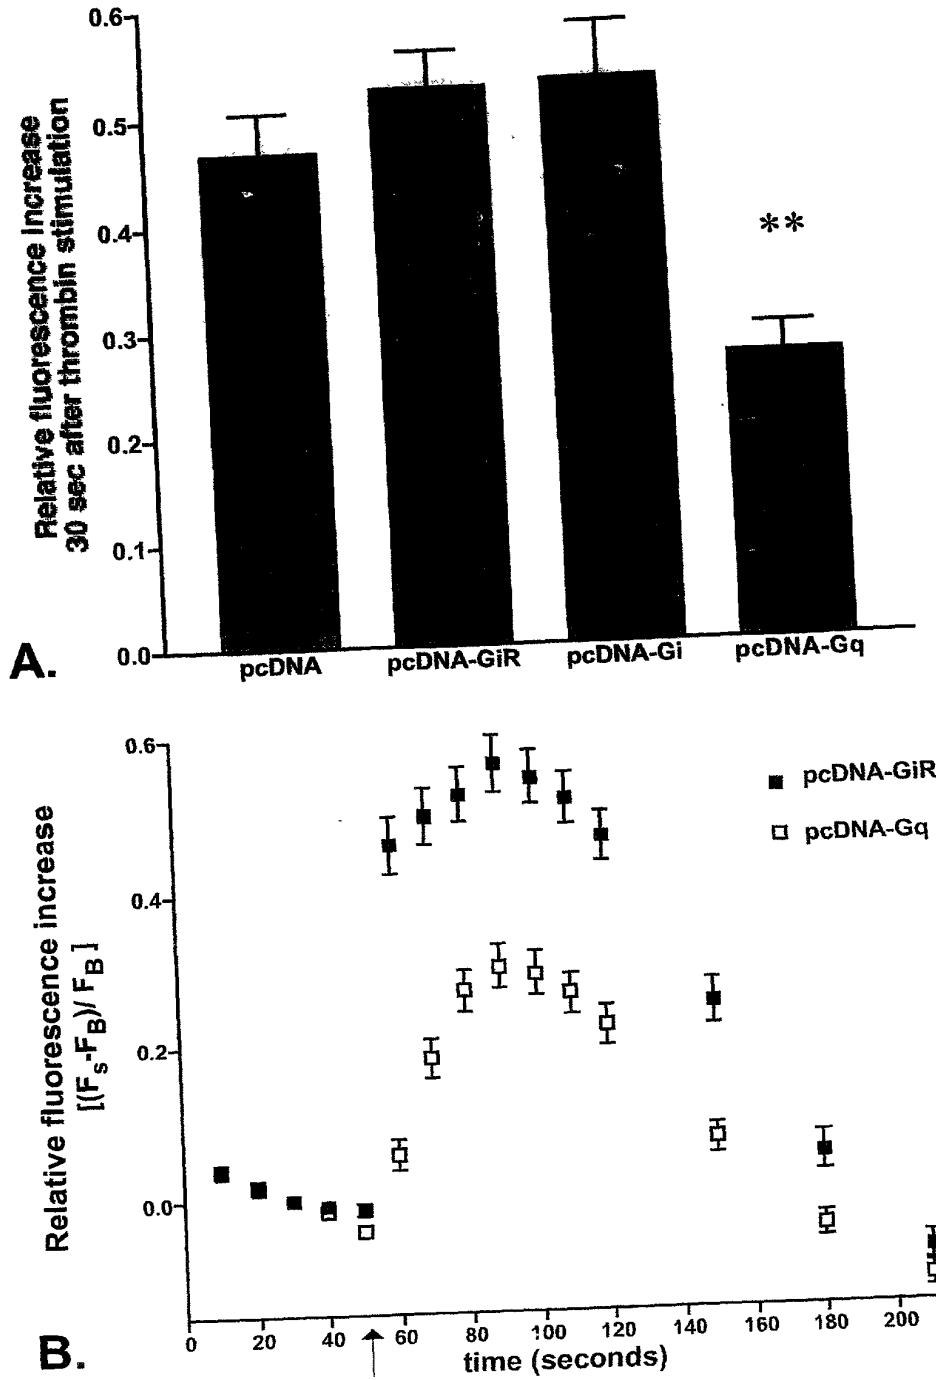 0.6
0.5
0.4
0.3
0.2
0.1
0.0
Relative fluorescence increase
30 sec after thrombin stimulation
**
A.
pcDNA pcDNA-GiR pcDNA-Gi pcDNA-Gq
0.6
0.4
0.2
0.0
Relative fluorescence increase
[(Fs-FB)/ FB]
pcDNA-GiR
pcDNA-Gq
0 20 40 60 80 100 120 140 160 180 200
B.
time (seconds)